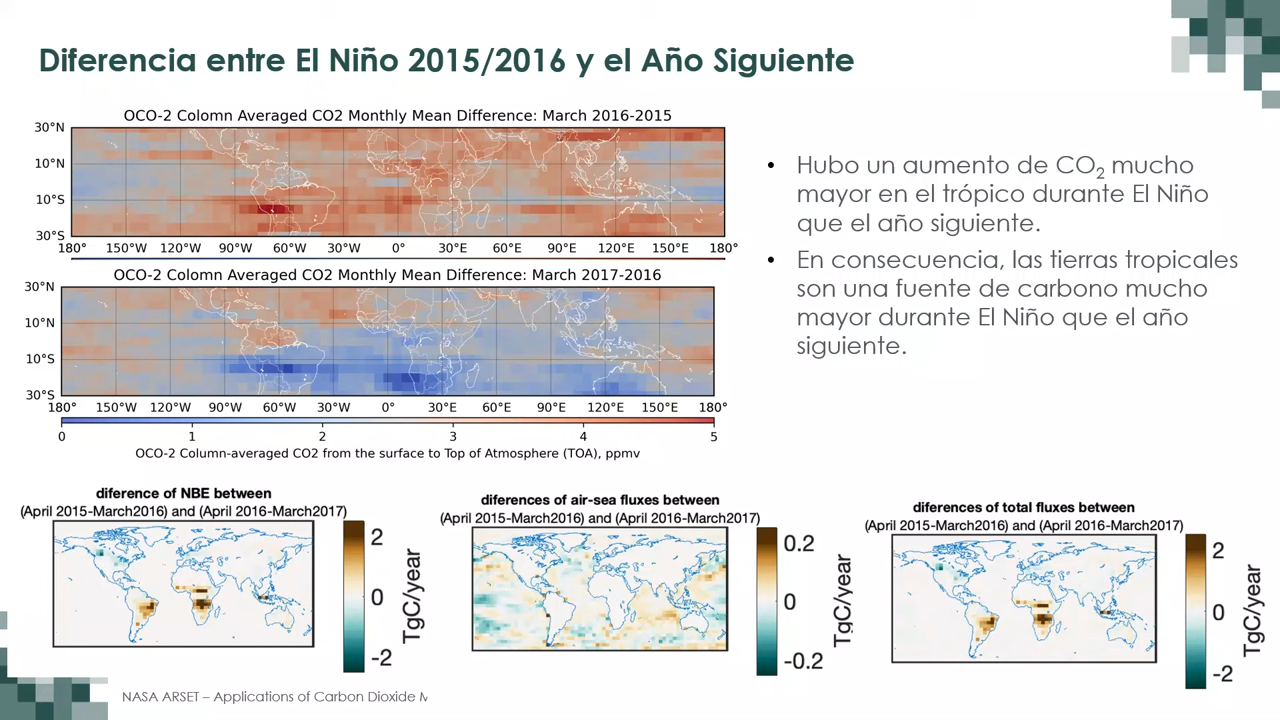 Diferencia entre El Niño 2015/2016 y el Año Siguiente
OCO-2 Colomn Averaged CO2 Monthly Mean Difference: March 2016-2015
30°N
10°N
10°S
30°S
180° 150°W 120°W 90°W 60°W 30°W 0° 30°E 60°E 90°E 120°E 150°E 180°
OCO-2 Colomn Averaged CO2 Monthly Mean Difference: March 2017-2016
30°N
10°N
10°S
30°S
180° 150°W 120°W 90°W 60°W 30°W 0° 30°E 60°E 90°E 120°E 150°E 180°
0 1 2 3 4 5
OCO-2 Column-averaged CO2 from the surface to Top of Atmosphere (TOA), ppmv
• Hubo un aumento de CO₂ mucho
mayor en el trópico durante El Niño
que el año siguiente.
• En consecuencia, las tierras tropicales
son una fuente de carbono mucho
mayor durante El Niño que el año
siguiente.
diference of NBE between
(April 2015-March2016) and (April 2016-March2017)
2
0
-2
TgC/year
diferences of air-sea fluxes between
(April 2015-March2016) and (April 2016-March2017)
0.2
0
-0.2
TgC/year
diferences of total fluxes between
(April 2015-March2016) and (April 2016-March2017)
2
0
-2
TgC/year
NASA ARSET – Applications of Carbon Dioxide M